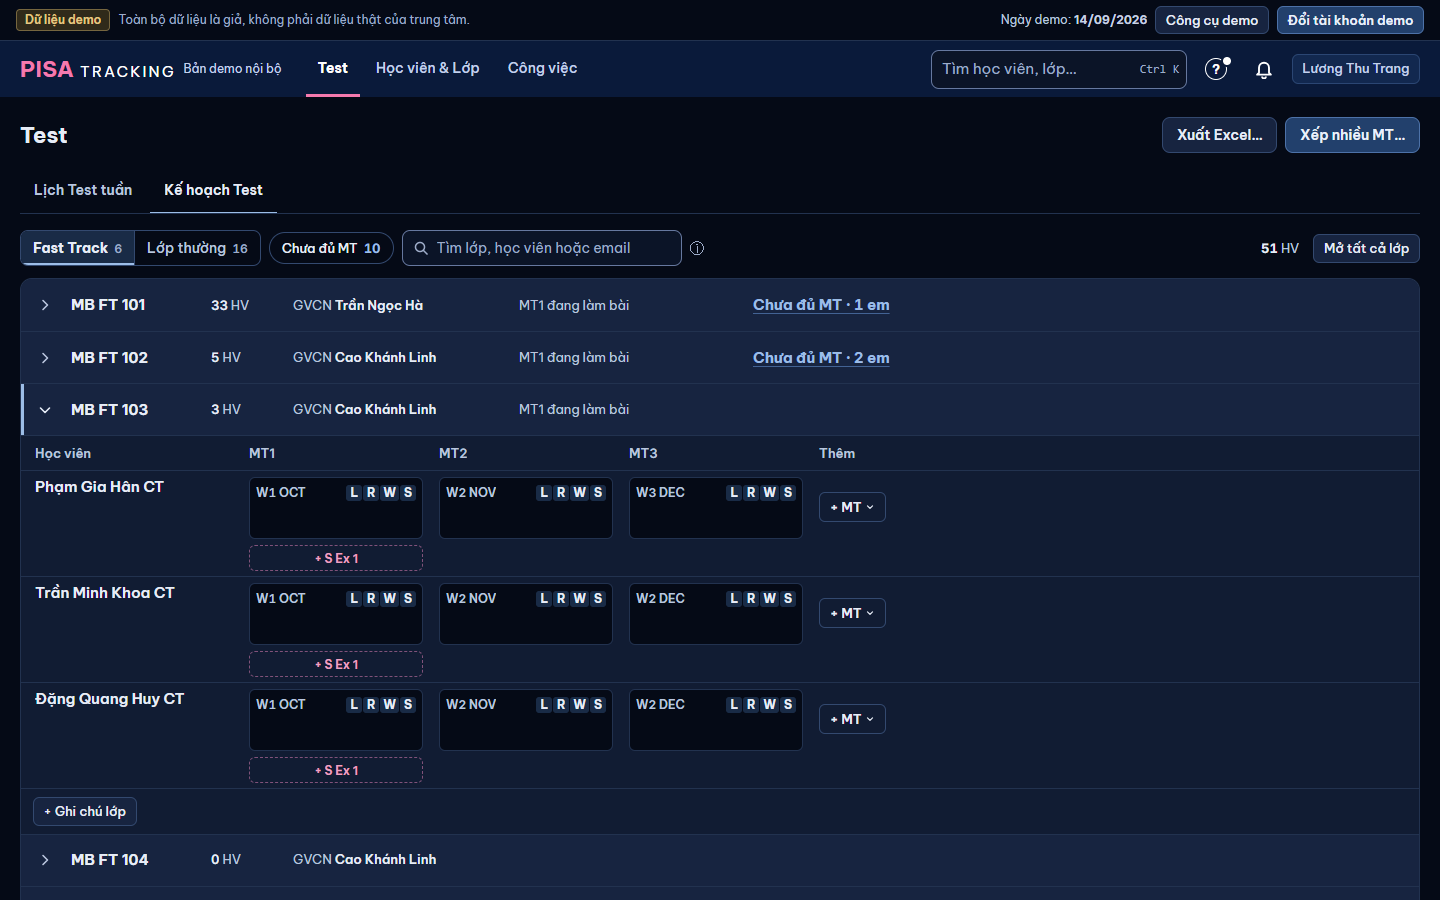 Dữ liệu demo Toàn bộ dữ liệu là giả, không phải dữ liệu thật của trung tâm. Ngày demo: 14/09/2026 Công cụ demo Đổi tài khoản demo
PISA TRACKING Bản demo nội bộ Test Học viên & Lớp Công việc Tìm học viên, lớp... Ctrl K ? Lương Thu Trang
Test Xuất Excel... Xếp nhiều MT...
Lịch Test tuần Kế hoạch Test
Fast Track 6 Lớp thường 16 Chưa đủ MT 10 Tìm lớp, học viên hoặc email 51 HV Mở tất cả lớp
MB FT 101 33 HV GVCN Trần Ngọc Hà MT1 đang làm bài Chưa đủ MT · 1 em
MB FT 102 5 HV GVCN Cao Khánh Linh MT1 đang làm bài Chưa đủ MT · 2 em
MB FT 103 3 HV GVCN Cao Khánh Linh MT1 đang làm bài
Học viên MT1 MT2 MT3 Thêm
Phạm Gia Hân CT W1 OCT L R W S W2 NOV L R W S W3 DEC L R W S + MT
+ S Ex 1
Trần Minh Khoa CT W1 OCT L R W S W2 NOV L R W S W2 DEC L R W S + MT
+ S Ex 1
Đặng Quang Huy CT W1 OCT L R W S W2 NOV L R W S W2 DEC L R W S + MT
+ S Ex 1
+ Ghi chú lớp
MB FT 104 0 HV GVCN Cao Khánh Linh